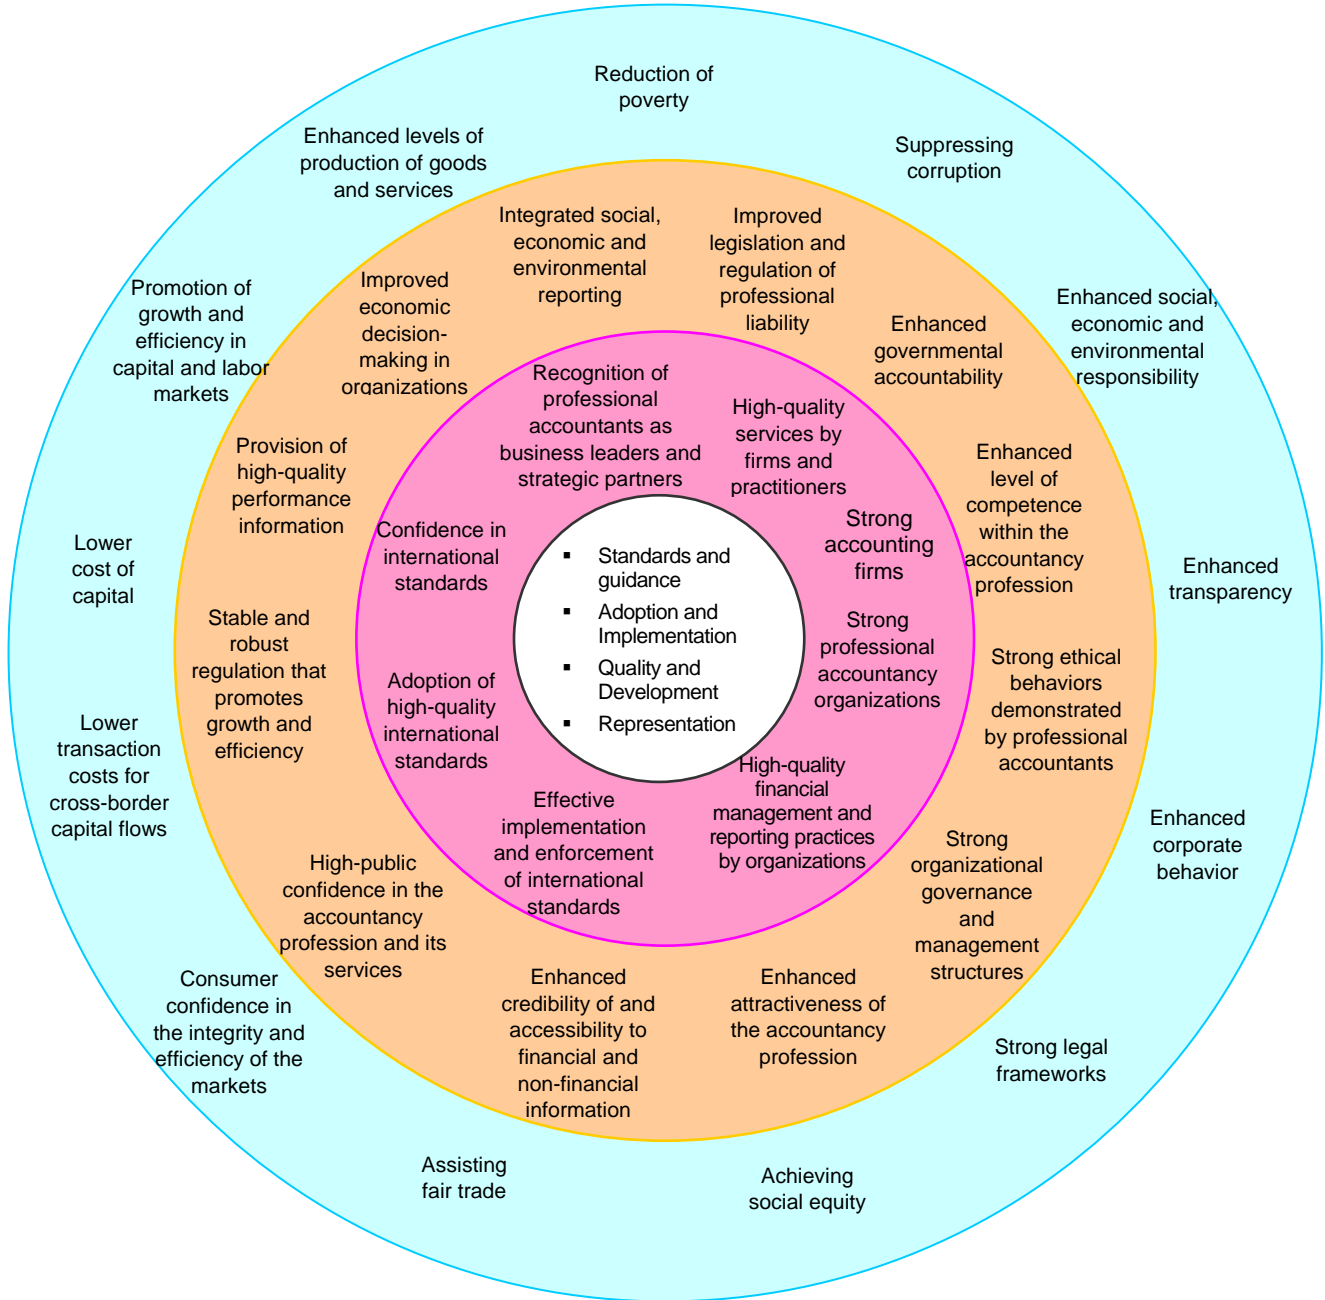 Reduction of
poverty
Enhanced levels of
production of goods
and services
Suppressing
corruption
Integrated social,
economic and
environmental
reporting
Improved
legislation and
regulation of
professional
liability
Improved
economic
decision-
making in
organizations
Promotion of
growth and
efficiency in
capital and labor
markets
Enhanced
governmental
accountability
Enhanced social,
economic and
environmental
responsibility
Recognition of
professional
accountants as
business leaders and
strategic partners
High-quality
services by
firms and
practitioners
Provision of
high-quality
performance
information
Enhanced
level of
competence
within the
accountancy
profession
Confidence in
international
standards
Strong
accounting
firms
Lower
cost of
capital
▪ Standards and
guidance
▪ Adoption and
Implementation
▪ Quality and
Development
▪ Representation
Enhanced
transparency
Stable and
robust
regulation that
promotes
growth and
efficiency
Strong
professional
accountancy
organizations
Adoption of
high-quality
international
standards
Strong ethical
behaviors
demonstrated
by professional
accountants
Lower
transaction
costs for
cross-border
capital flows
High-quality
financial
management and
reporting practices
by organizations
Effective
implementation
and enforcement
of international
standards
Enhanced
corporate
behavior
Strong
organizational
governance
and
management
structures
High-public
confidence in the
accountancy
profession and its
services
Consumer
confidence in
the integrity and
efficiency of the
markets
Enhanced
credibility of and
accessibility to
financial and
non-financial
information
Enhanced
attractiveness of
the accountancy
profession
Strong legal
frameworks
Assisting
fair trade
Achieving
social equity